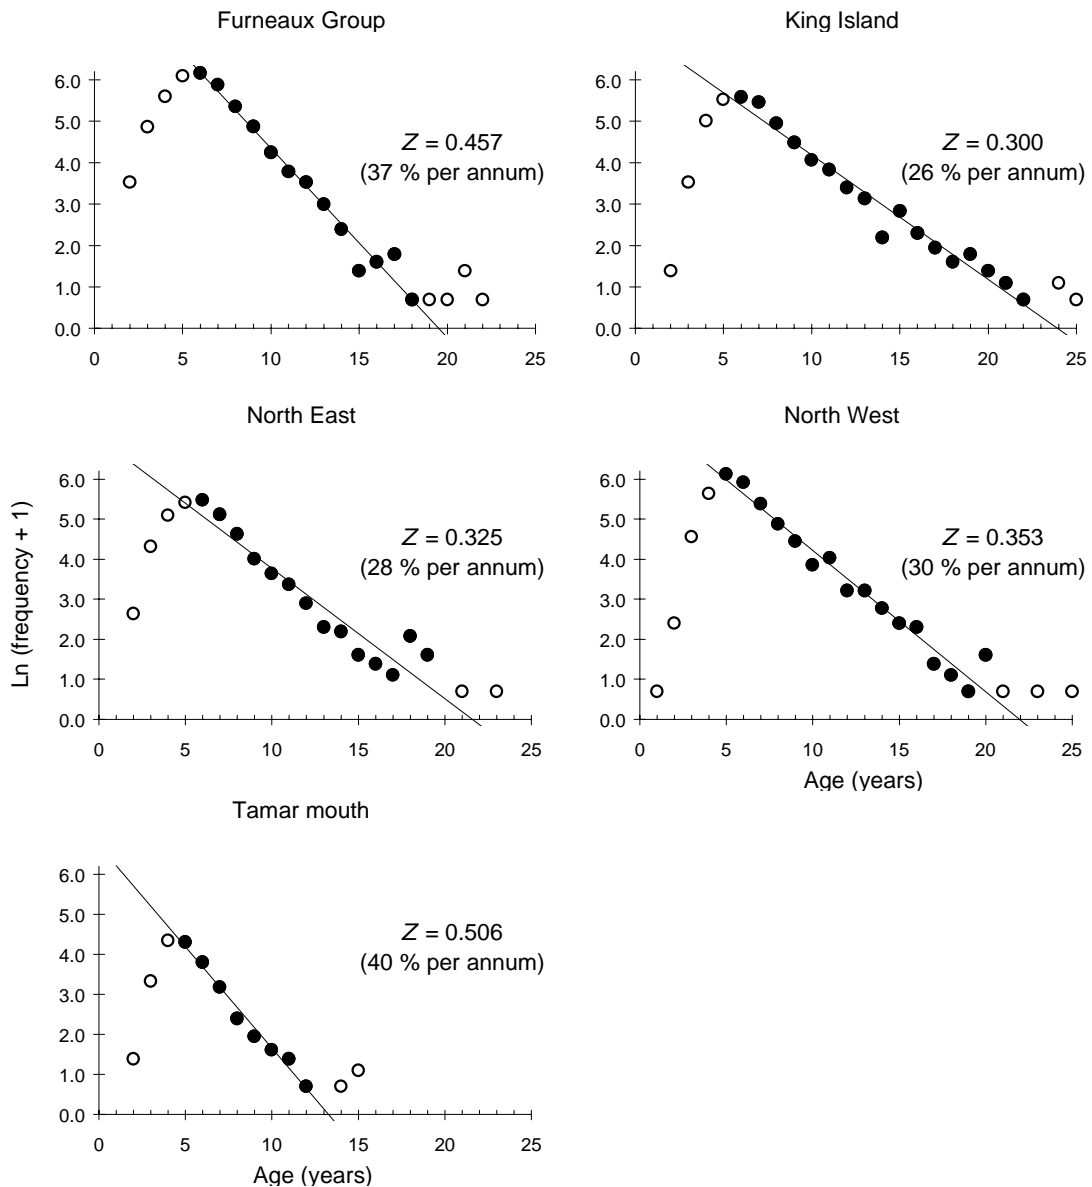 Furneaux Group
6.0
5.0
4.0
3.0
2.0
1.0
0.0
0 5 10 15 20 25
Z = 0.457
(37 % per annum)
King Island
6.0
5.0
4.0
3.0
2.0
1.0
0.0
0 5 10 15 20 25
Z = 0.300
(26 % per annum)
Ln (frequency + 1)
North East
6.0
5.0
4.0
3.0
2.0
1.0
0.0
0 5 10 15 20 25
Z = 0.325
(28 % per annum)
North West
6.0
5.0
4.0
3.0
2.0
1.0
0.0
0 5 10 15 20 25
Z = 0.353
(30 % per annum)
Age (years)
Tamar mouth
6.0
5.0
4.0
3.0
2.0
1.0
0.0
0 5 10 15 20 25
Z = 0.506
(40 % per annum)
Age (years)